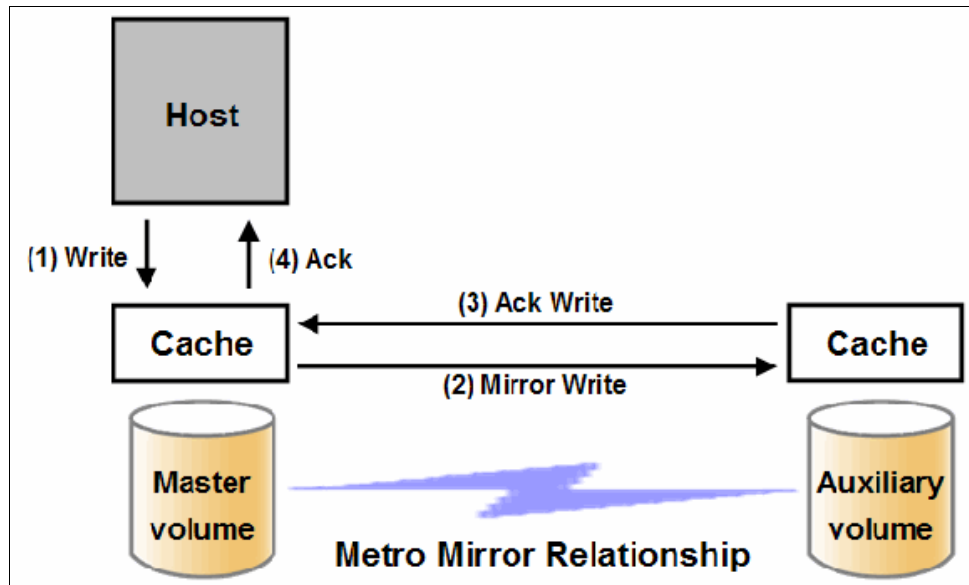 Host
(1) Write
(4) Ack
(3) Ack Write
Cache
Cache
(2) Mirror Write
Master
volume
Auxiliary
volume
Metro Mirror Relationship